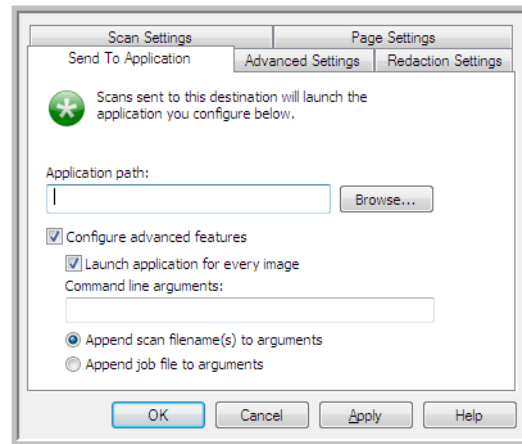 Scan Settings
Page Settings
Send To Application
Advanced Settings
Redaction Settings
Scans sent to this destination will launch the
application you configure below.
Application path:
Browse...
Configure advanced features
Launch application for every image
Command line arguments:
Append scan filename(s) to arguments
Append job file to arguments
OK
Cancel
Apply
Help